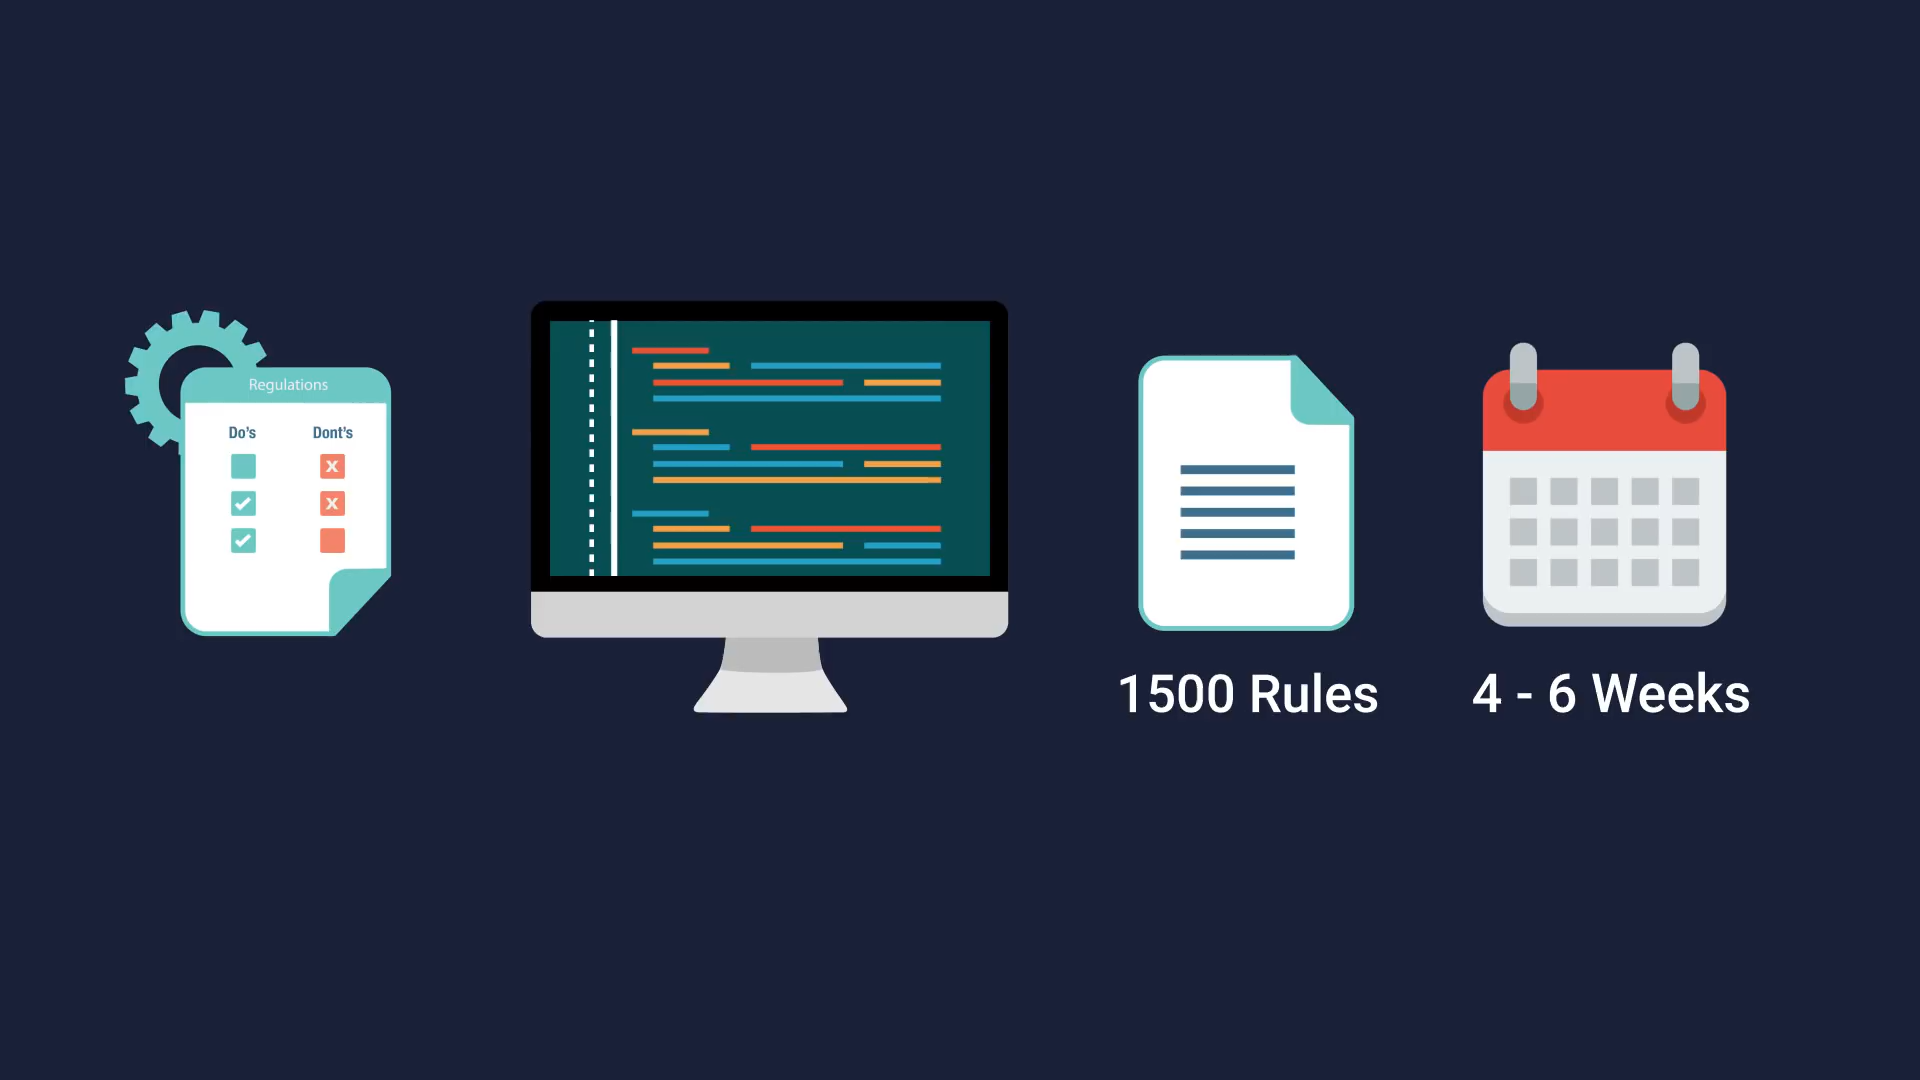 Regulations
Do's
Dont's
x
x
1500 Rules
4 - 6 Weeks